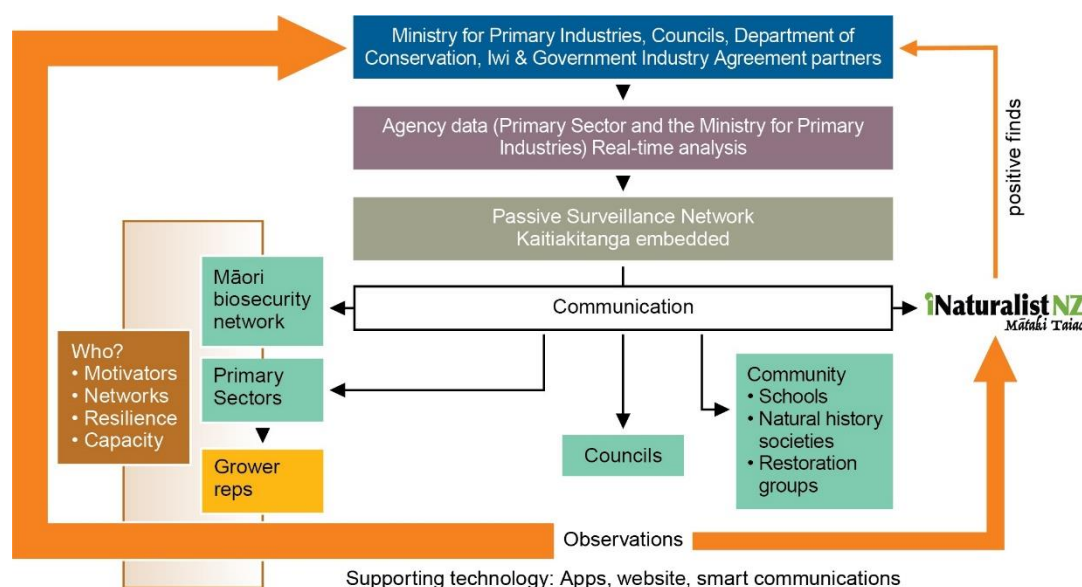 Ministry for Primary Industries, Councils, Department of
Conservation, Iwi & Government Industry Agreement partners
Agency data (Primary Sector and the Ministry for Primary
Industries) Real-time analysis
positive finds
Passive Surveillance Network
Kaitiakitanga embedded
Māori
biosecurity
network
Communication
iNaturalistNZ
Mātaki Taiao
Who?
• Motivators
• Networks
• Resilience
• Capacity
Primary
Sectors
Grower
reps
Councils
Community
• Schools
• Natural history
societies
• Restoration
groups
Observations
Supporting technology: Apps, website, smart communications